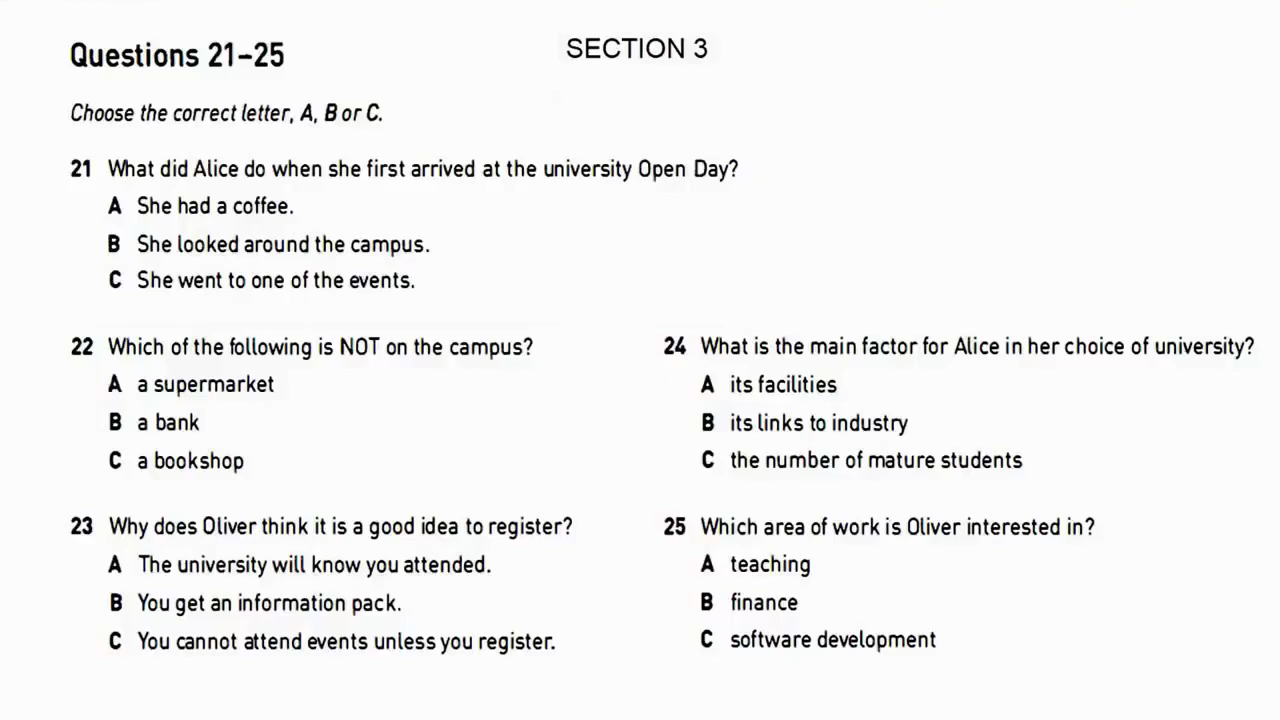 Questions 21–25
SECTION 3
Choose the correct letter, A, B or C.
21 What did Alice do when she first arrived at the university Open Day?
A She had a coffee.
B She looked around the campus.
C She went to one of the events.
22 Which of the following is NOT on the campus?
A a supermarket
B a bank
C a bookshop
23 Why does Oliver think it is a good idea to register?
A The university will know you attended.
B You get an information pack.
C You cannot attend events unless you register.
24 What is the main factor for Alice in her choice of university?
A its facilities
B its links to industry
C the number of mature students
25 Which area of work is Oliver interested in?
A teaching
B finance
C software development